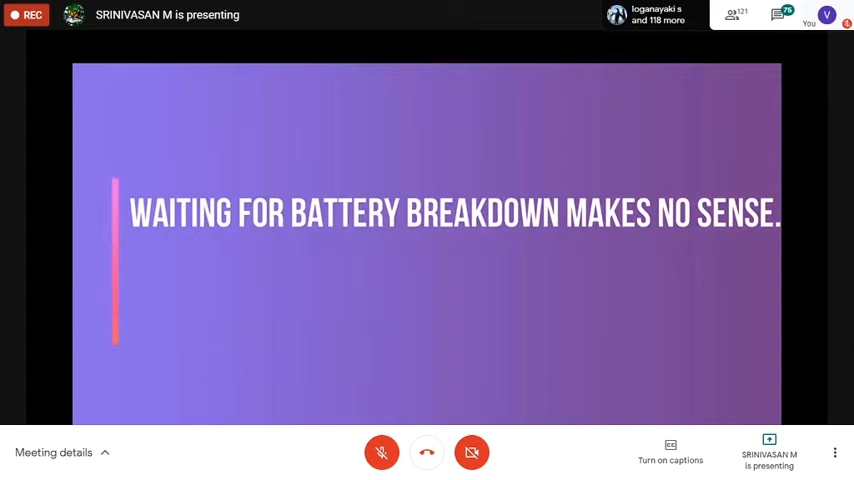 REC
SRINIVASAN M is presenting
loganayaki s
and 118 more
121
75
You
V
WAITING FOR BATTERY BREAKDOWN MAKES NO SENSE.
Meeting details
CC
Turn on captions
SRINIVASAN M
is presenting